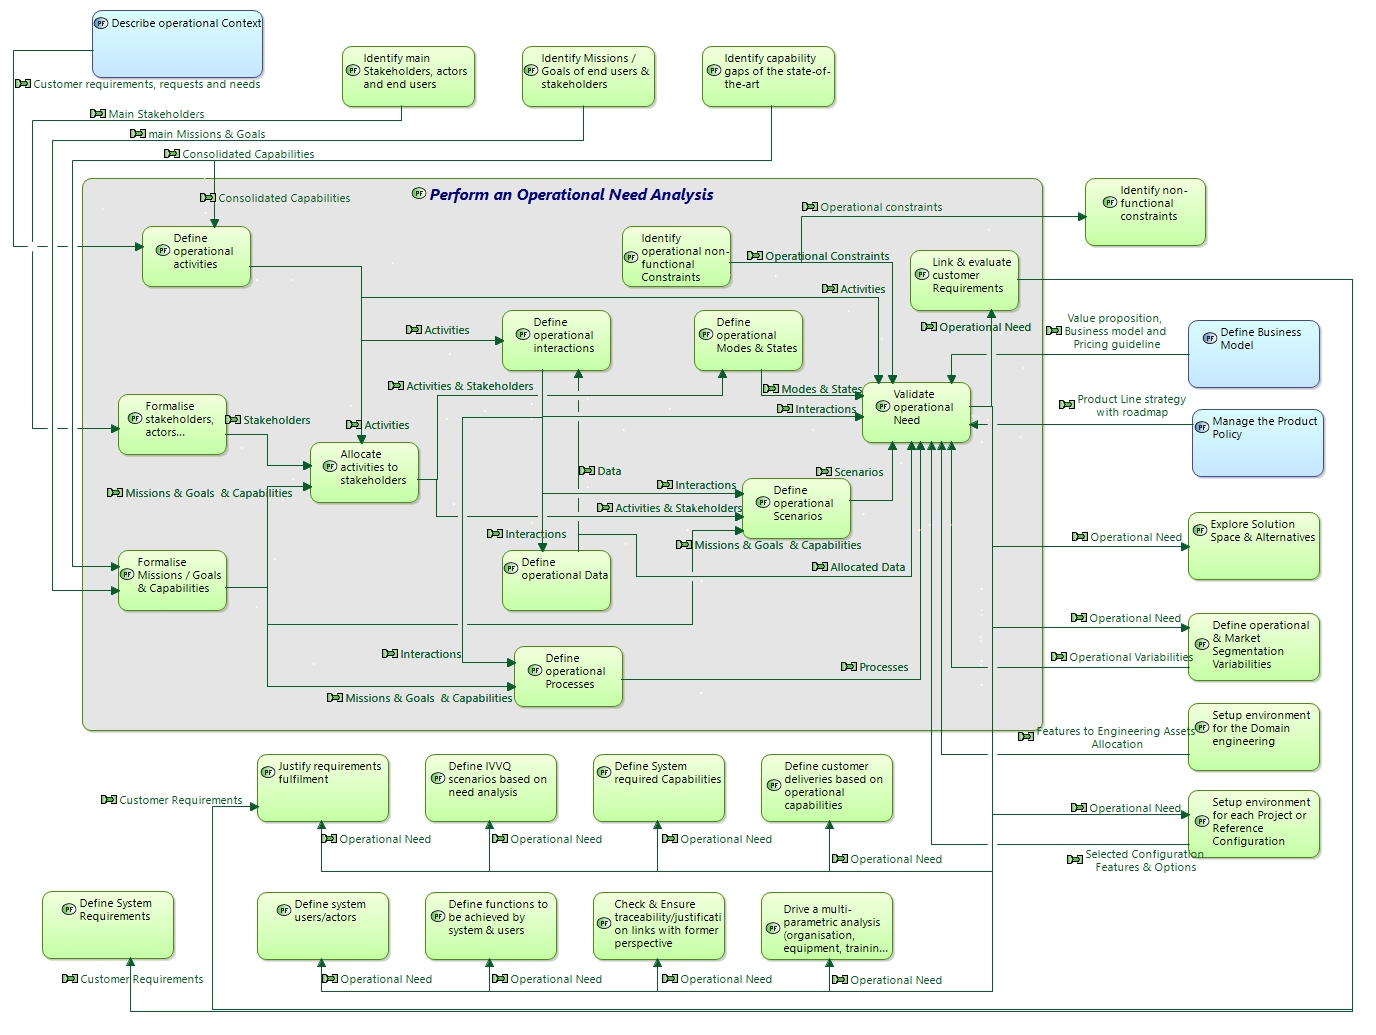 Describe operational Context
Customer requirements, requests and needs
Identify main
Stakeholders, actors
and end users
Identify Missions /
Goals of end users &
stakeholders
Identify capability
gaps of the state-of-
the-art
Main Stakeholders
main Missions & Goals
Consolidated Capabilities
Perform an Operational Need Analysis
Consolidated Capabilities
Operational constraints
Identify non-
functional
constraints
Define
operational
activities
Identify
operational non-
functional
Constraints
Operational Constraints
Link & evaluate
customer
Requirements
Activities
Operational Need
Value proposition,
Business model and
Pricing guideline
Define Business
Model
Activities
Define
operational
interactions
Define
operational
Modes & States
Activities & Stakeholders
Modes & States
Validate
operational
Need
Product Line strategy
with roadmap
Manage the Product
Policy
Formalise
stakeholders,
actors...
Stakeholders
Activities
Interactions
Allocate
activities to
stakeholders
Data
Scenarios
Missions & Goals  & Capabilities
Interactions
Activities & Stakeholders
Define
operational
Scenarios
Interactions
Missions & Goals  & Capabilities
Explore Solution
Space & Alternatives
Operational Need
Formalise
Missions / Goals
& Capabilities
Define
operational Data
Allocated Data
Operational Need
Define operational
& Market
Segmentation
Variabilities
Operational Variabilities
Interactions
Define
operational
Processes
Processes
Missions & Goals  & Capabilities
Features to Engineering Assets
Allocation
Setup environment
for the Domain
engineering
Justify requirements
fulfilment
Define IVVQ
scenarios based on
need analysis
Define System
required Capabilities
Define customer
deliveries based on
operational
capabilities
Customer Requirements
Operational Need
Setup environment
for each Project or
Reference
Configuration
Operational Need
Operational Need
Operational Need
Operational Need
Selected Configuration
Features & Options
Define System
Requirements
Define system
users/actors
Define functions to
be achieved by
system & users
Check & Ensure
traceability/justificati
on links with former
perspective
Drive a multi-
parametric analysis
(organisation,
equipment, trainin...
Customer Requirements
Operational Need
Operational Need
Operational Need
Operational Need